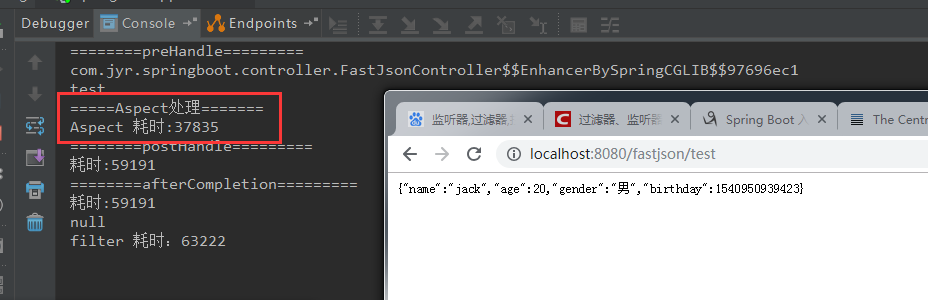 Debugger Console Endpoints
========preHandle=========
com.jyr.springboot.controller.FastJsonController$$EnhancerBySpringCGLIB$$97696ec1
test
=====Aspect处理=======
Aspect 耗时:37835
========postHandle=========
耗时:59191
========afterCompletion=========
耗时:59191
null
filter 耗时：63222
监听器,过滤器,
过滤器、监听器
Spring Boot 入
The Centr
localhost:8080/fastjson/test
{"name":"jack","age":20,"gender":"男","birthday":1540950939423}